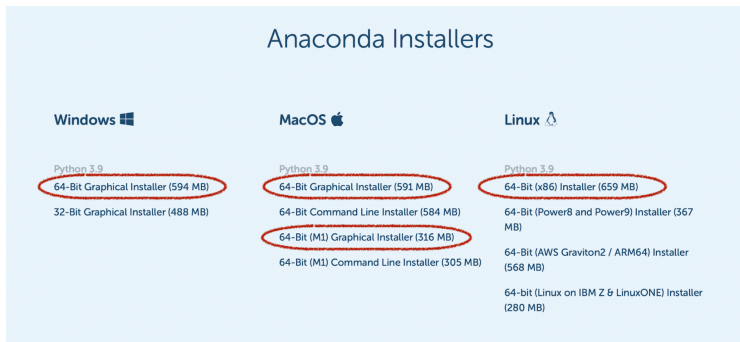 Anaconda Installers
Windows
Python 3.9
64-Bit Graphical Installer (594 MB)
32-Bit Graphical Installer (488 MB)
MacOS
Python 3.9
64-Bit Graphical Installer (591 MB)
64-Bit Command Line Installer (584 MB)
64-Bit (M1) Graphical Installer (316 MB)
64-Bit (M1) Command Line Installer (305 MB)
Linux
Python 3.9
64-Bit (x86) Installer (659 MB)
64-Bit (Power8 and Power9) Installer (367
MB)
64-Bit (AWS Graviton2 / ARM64) Installer
(568 MB)
64-bit (Linux on IBM Z & LinuxONE) Installer
(280 MB)